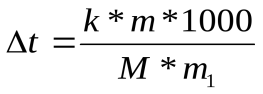 Δt = k * m * 1000 / M * m₁